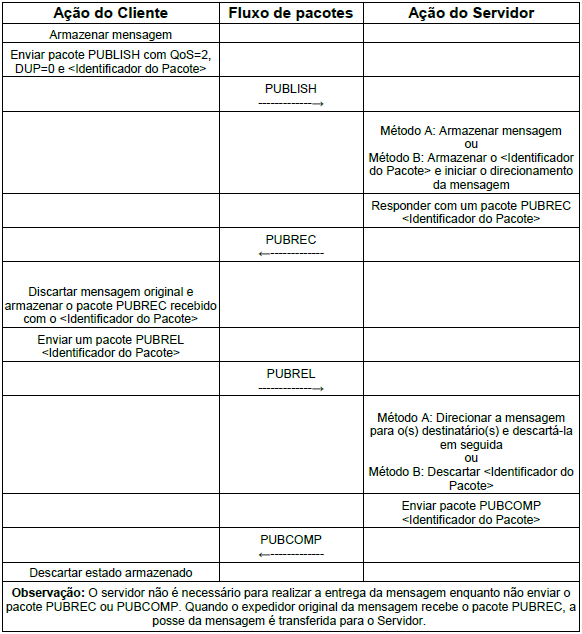 Ação do Cliente
Fluxo de pacotes
Ação do Servidor
Armazenar mensagem
Enviar pacote PUBLISH com QoS=2,
DUP=0 e <Identificador do Pacote>
PUBLISH
-------------→
Método A: Armazenar mensagem
ou
Método B: Armazenar o <Identificador
do Pacote> e iniciar o direcionamento
da mensagem
Responder com um pacote PUBREC
<Identificador do Pacote>
PUBREC
←-------------
Discartar mensagem original e
armazenar o pacote PUBREC recebido
com o <Identificador do Pacote>
Enviar um pacote PUBREL
<Identificador do Pacote>
PUBREL
-------------→
Método A: Direcionar a mensagem
para o(s) destinatário(s) e descartá-la
em seguida
ou
Método B: Descartar <Identificador do
Pacote>
Enviar pacote PUBCOMP
<Identificador do Pacote>
PUBCOMP
←-------------
Descartar estado armazenado
Observação: O servidor não é necessário para realizar a entrega da mensagem enquanto não enviar o
pacote PUBREC ou PUBCOMP. Quando o expedidor original da mensagem recebe o pacote PUBREC, a
posse da mensagem é transferida para o Servidor.